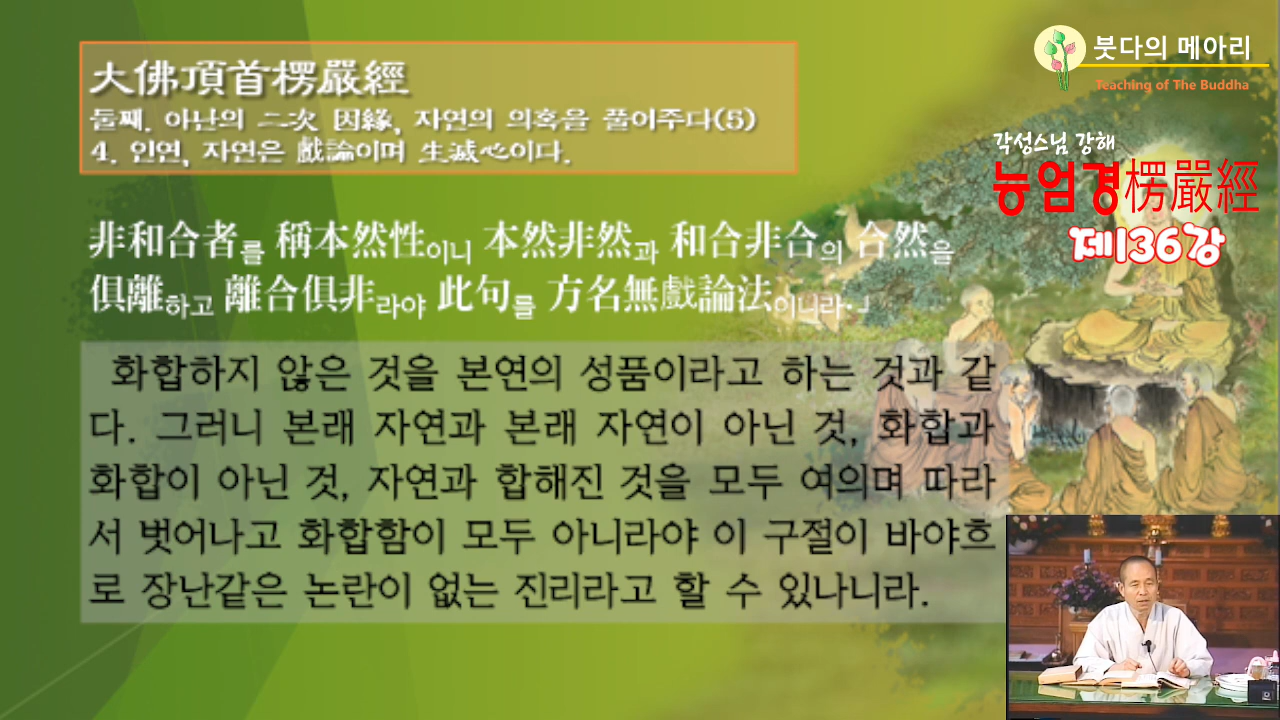 大佛頂首楞嚴經
둘째. 아난의 二次 因緣, 자연의 의혹을 풀어주다(5)
4. 인연, 자연은 戱論이며 生滅心이다.
非和合者를 稱本然性이니 本然非然과 和合非合의 合然을
俱離하고 離合俱非라야 此句를 方名無戲論法이니라.」
화합하지 않은 것을 본연의 성품이라고 하는 것과 같
다. 그러니 본래 자연과 본래 자연이 아닌 것, 화합과
화합이 아닌 것, 자연과 합해진 것을 모두 여의며 따라
서 벗어나고 화합함이 모두 아니라야 이 구절이 바야흐
로 장난같은 논란이 없는 진리라고 할 수 있나니라.
붓다의 메아리
Teaching of The Buddha
각성스님 강해
능엄경楞嚴經
제136강